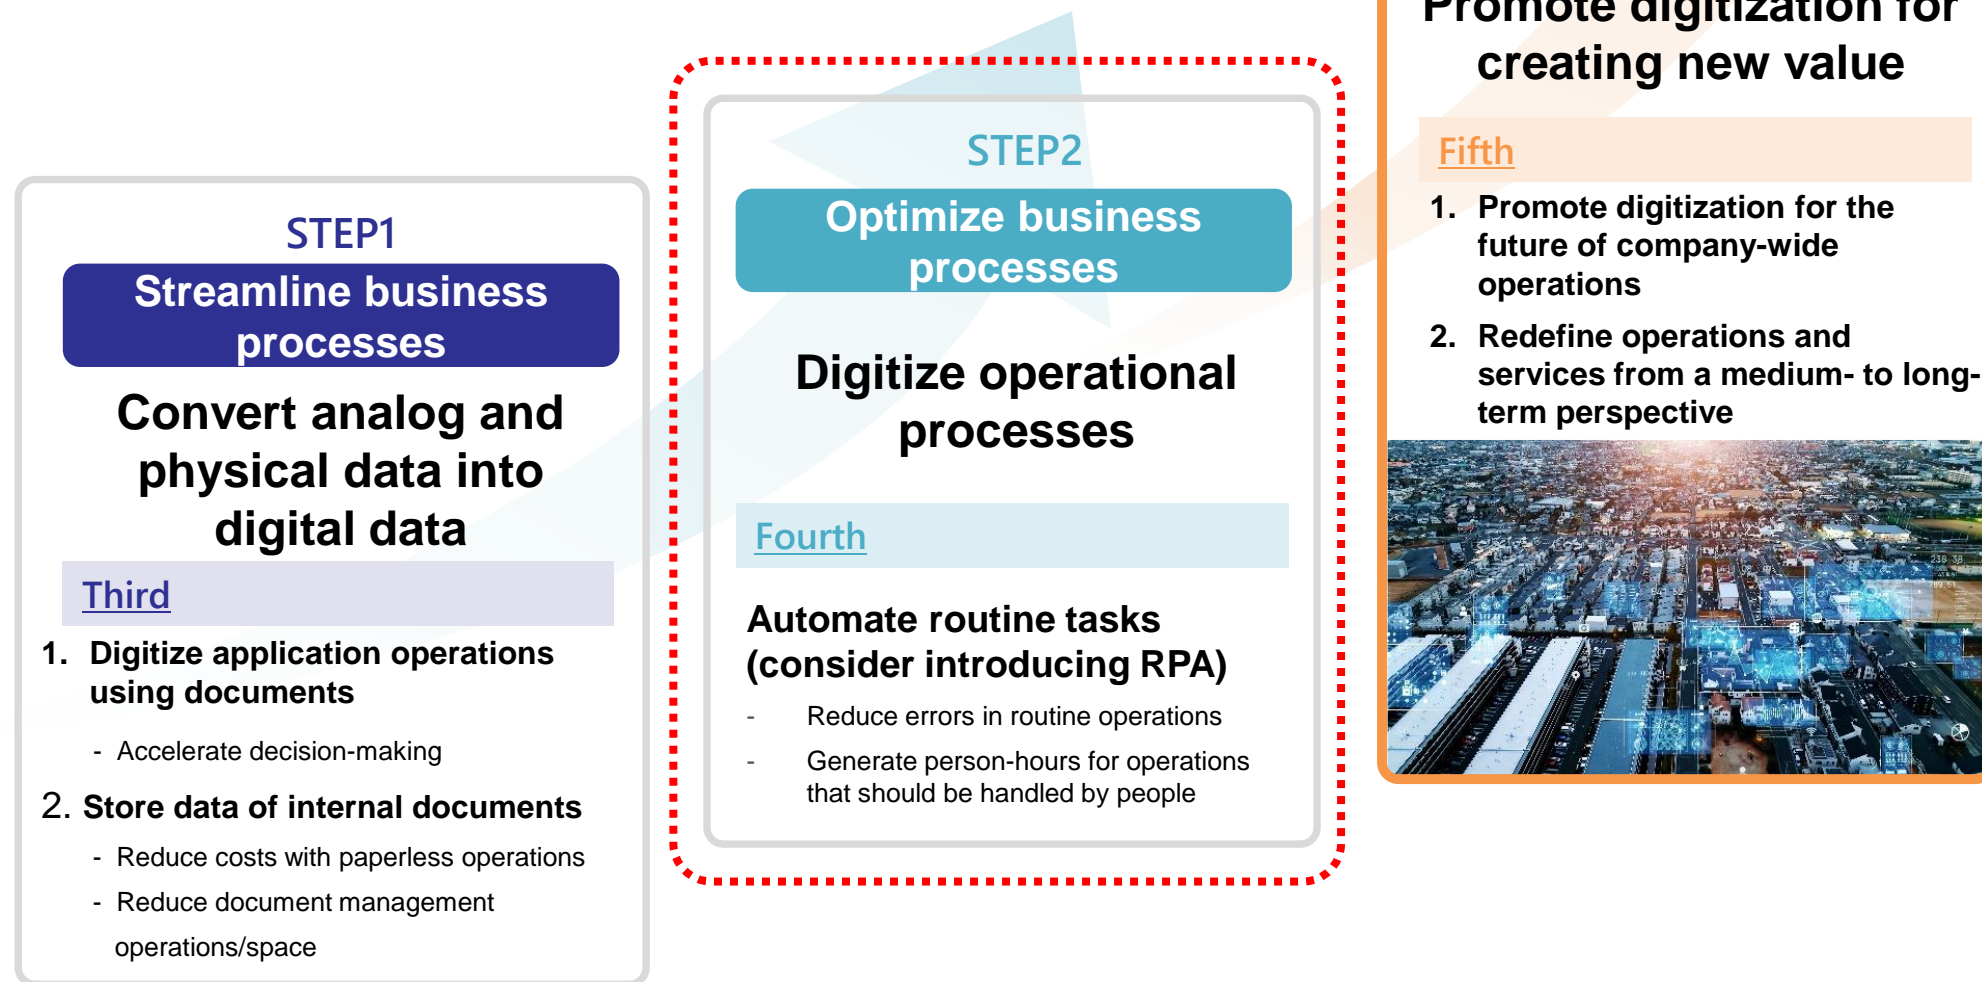 STEP1
Streamline business
processes
Convert analog and
physical data into
digital data
Third
1. Digitize application operations
using documents
- Accelerate decision-making
2. Store data of internal documents
- Reduce costs with paperless operations
- Reduce document management
operations/space
STEP2
Optimize business
processes
Digitize operational
processes
Fourth
Automate routine tasks
(consider introducing RPA)
- Reduce errors in routine operations
- Generate person-hours for operations
that should be handled by people
Promote digitization for
creating new value
Fifth
1. Promote digitization for the
future of company-wide
operations
2. Redefine operations and
services from a medium- to long-
term perspective